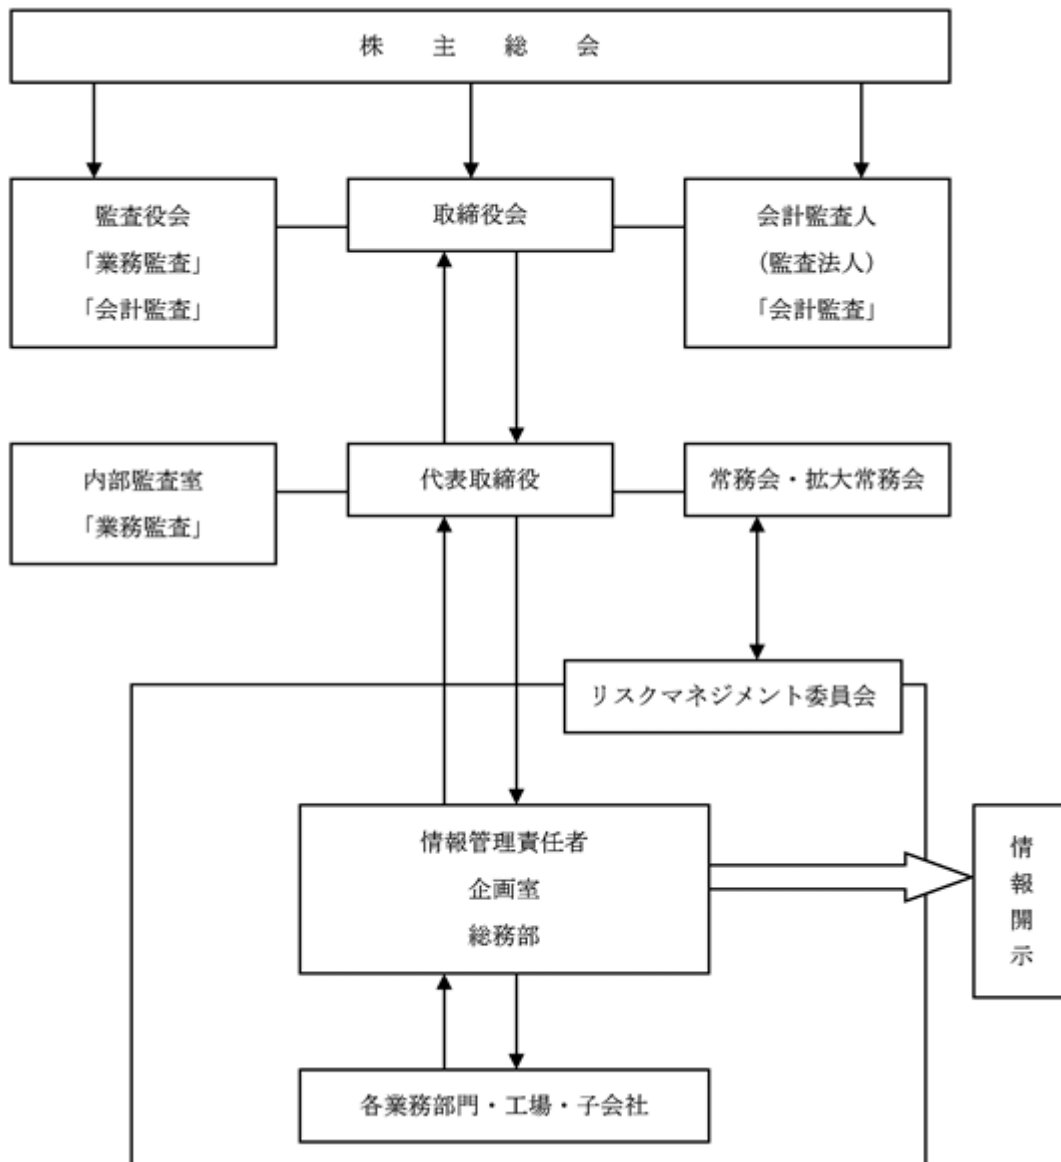 株主総会
監査役会
「業務監査」
「会計監査」
取締役会
会計監査人
（監査法人）
「会計監査」
内部監査室
「業務監査」
代表取締役
常務会・拡大常務会
リスクマネジメント委員会
情報管理責任者
企画室
総務部
情報開示
各業務部門・工場・子会社